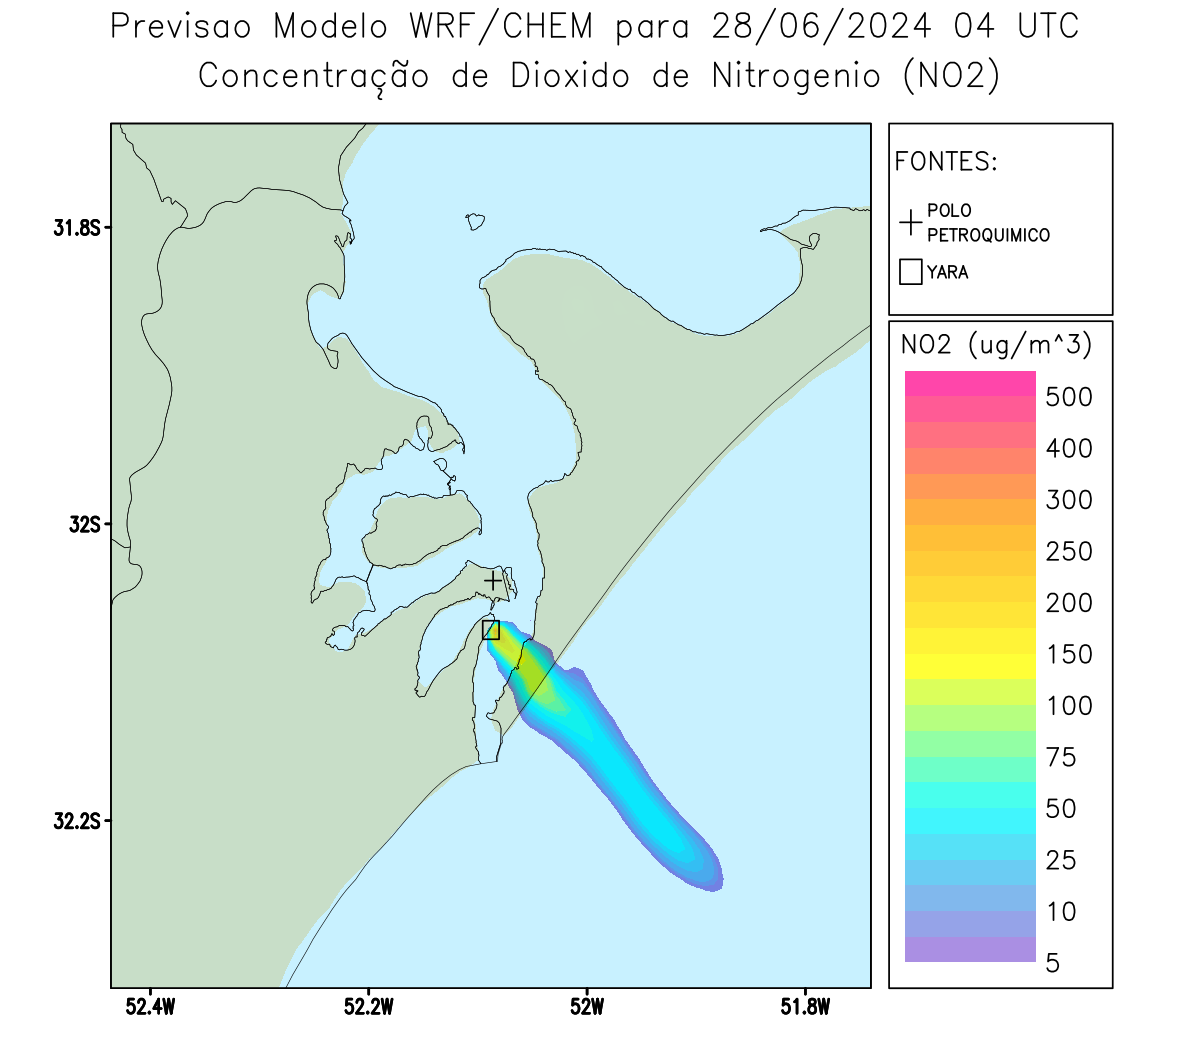 Previsao Modelo WRF/CHEM para 28/06/2024 04 UTC
Concentração de Dioxido de Nitrogenio (NO2)
FONTES:
POLO
PETROQUIMICO
YARA
NO2 (ug/m^3)
500
400
300
250
200
150
100
75
50
25
10
5
31.8S
32S
32.2S
52.4W
52.2W
52W
51.8W